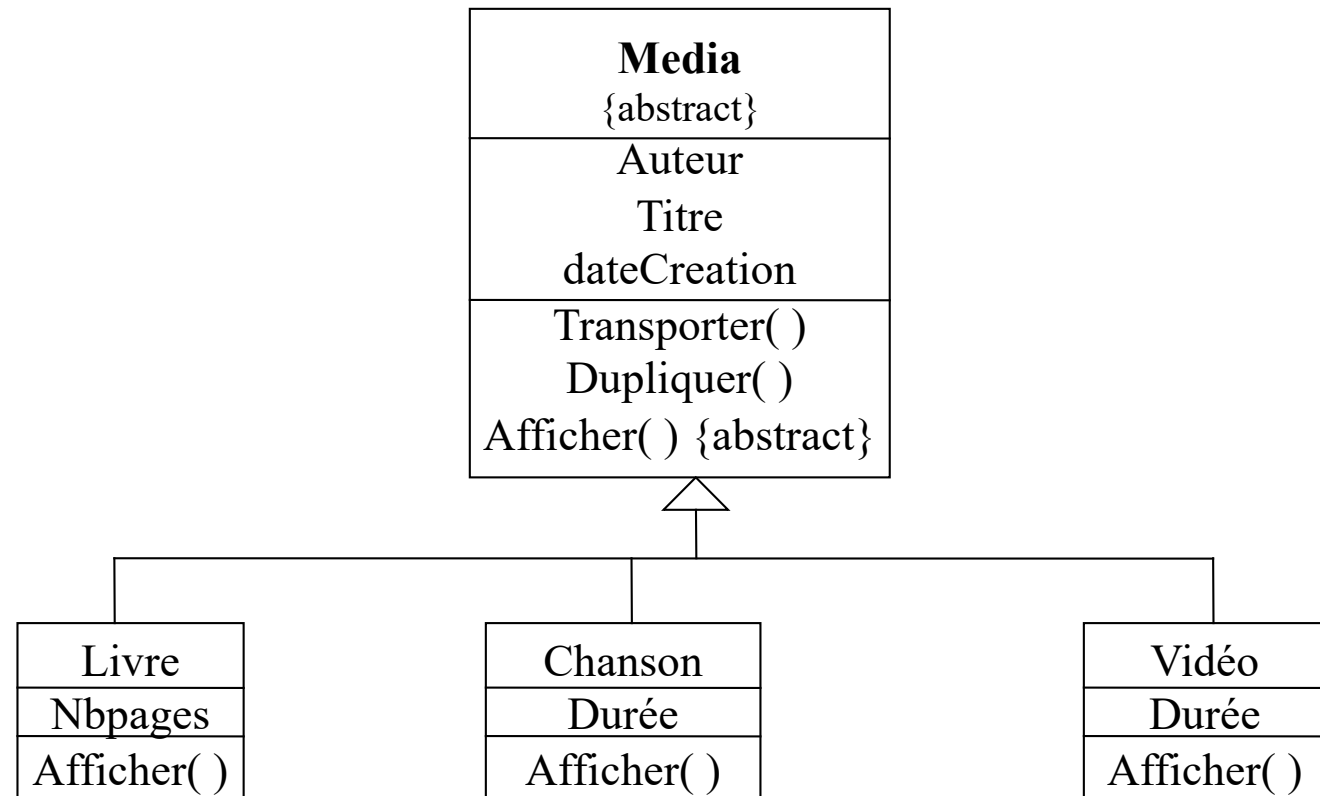 Media
{abstract}
Auteur
Titre
dateCreation
Transporter( )
Dupliquer( )
Afficher( ) {abstract}
Livre
Nbpages
Afficher( )
Chanson
Durée
Afficher( )
Vidéo
Durée
Afficher( )